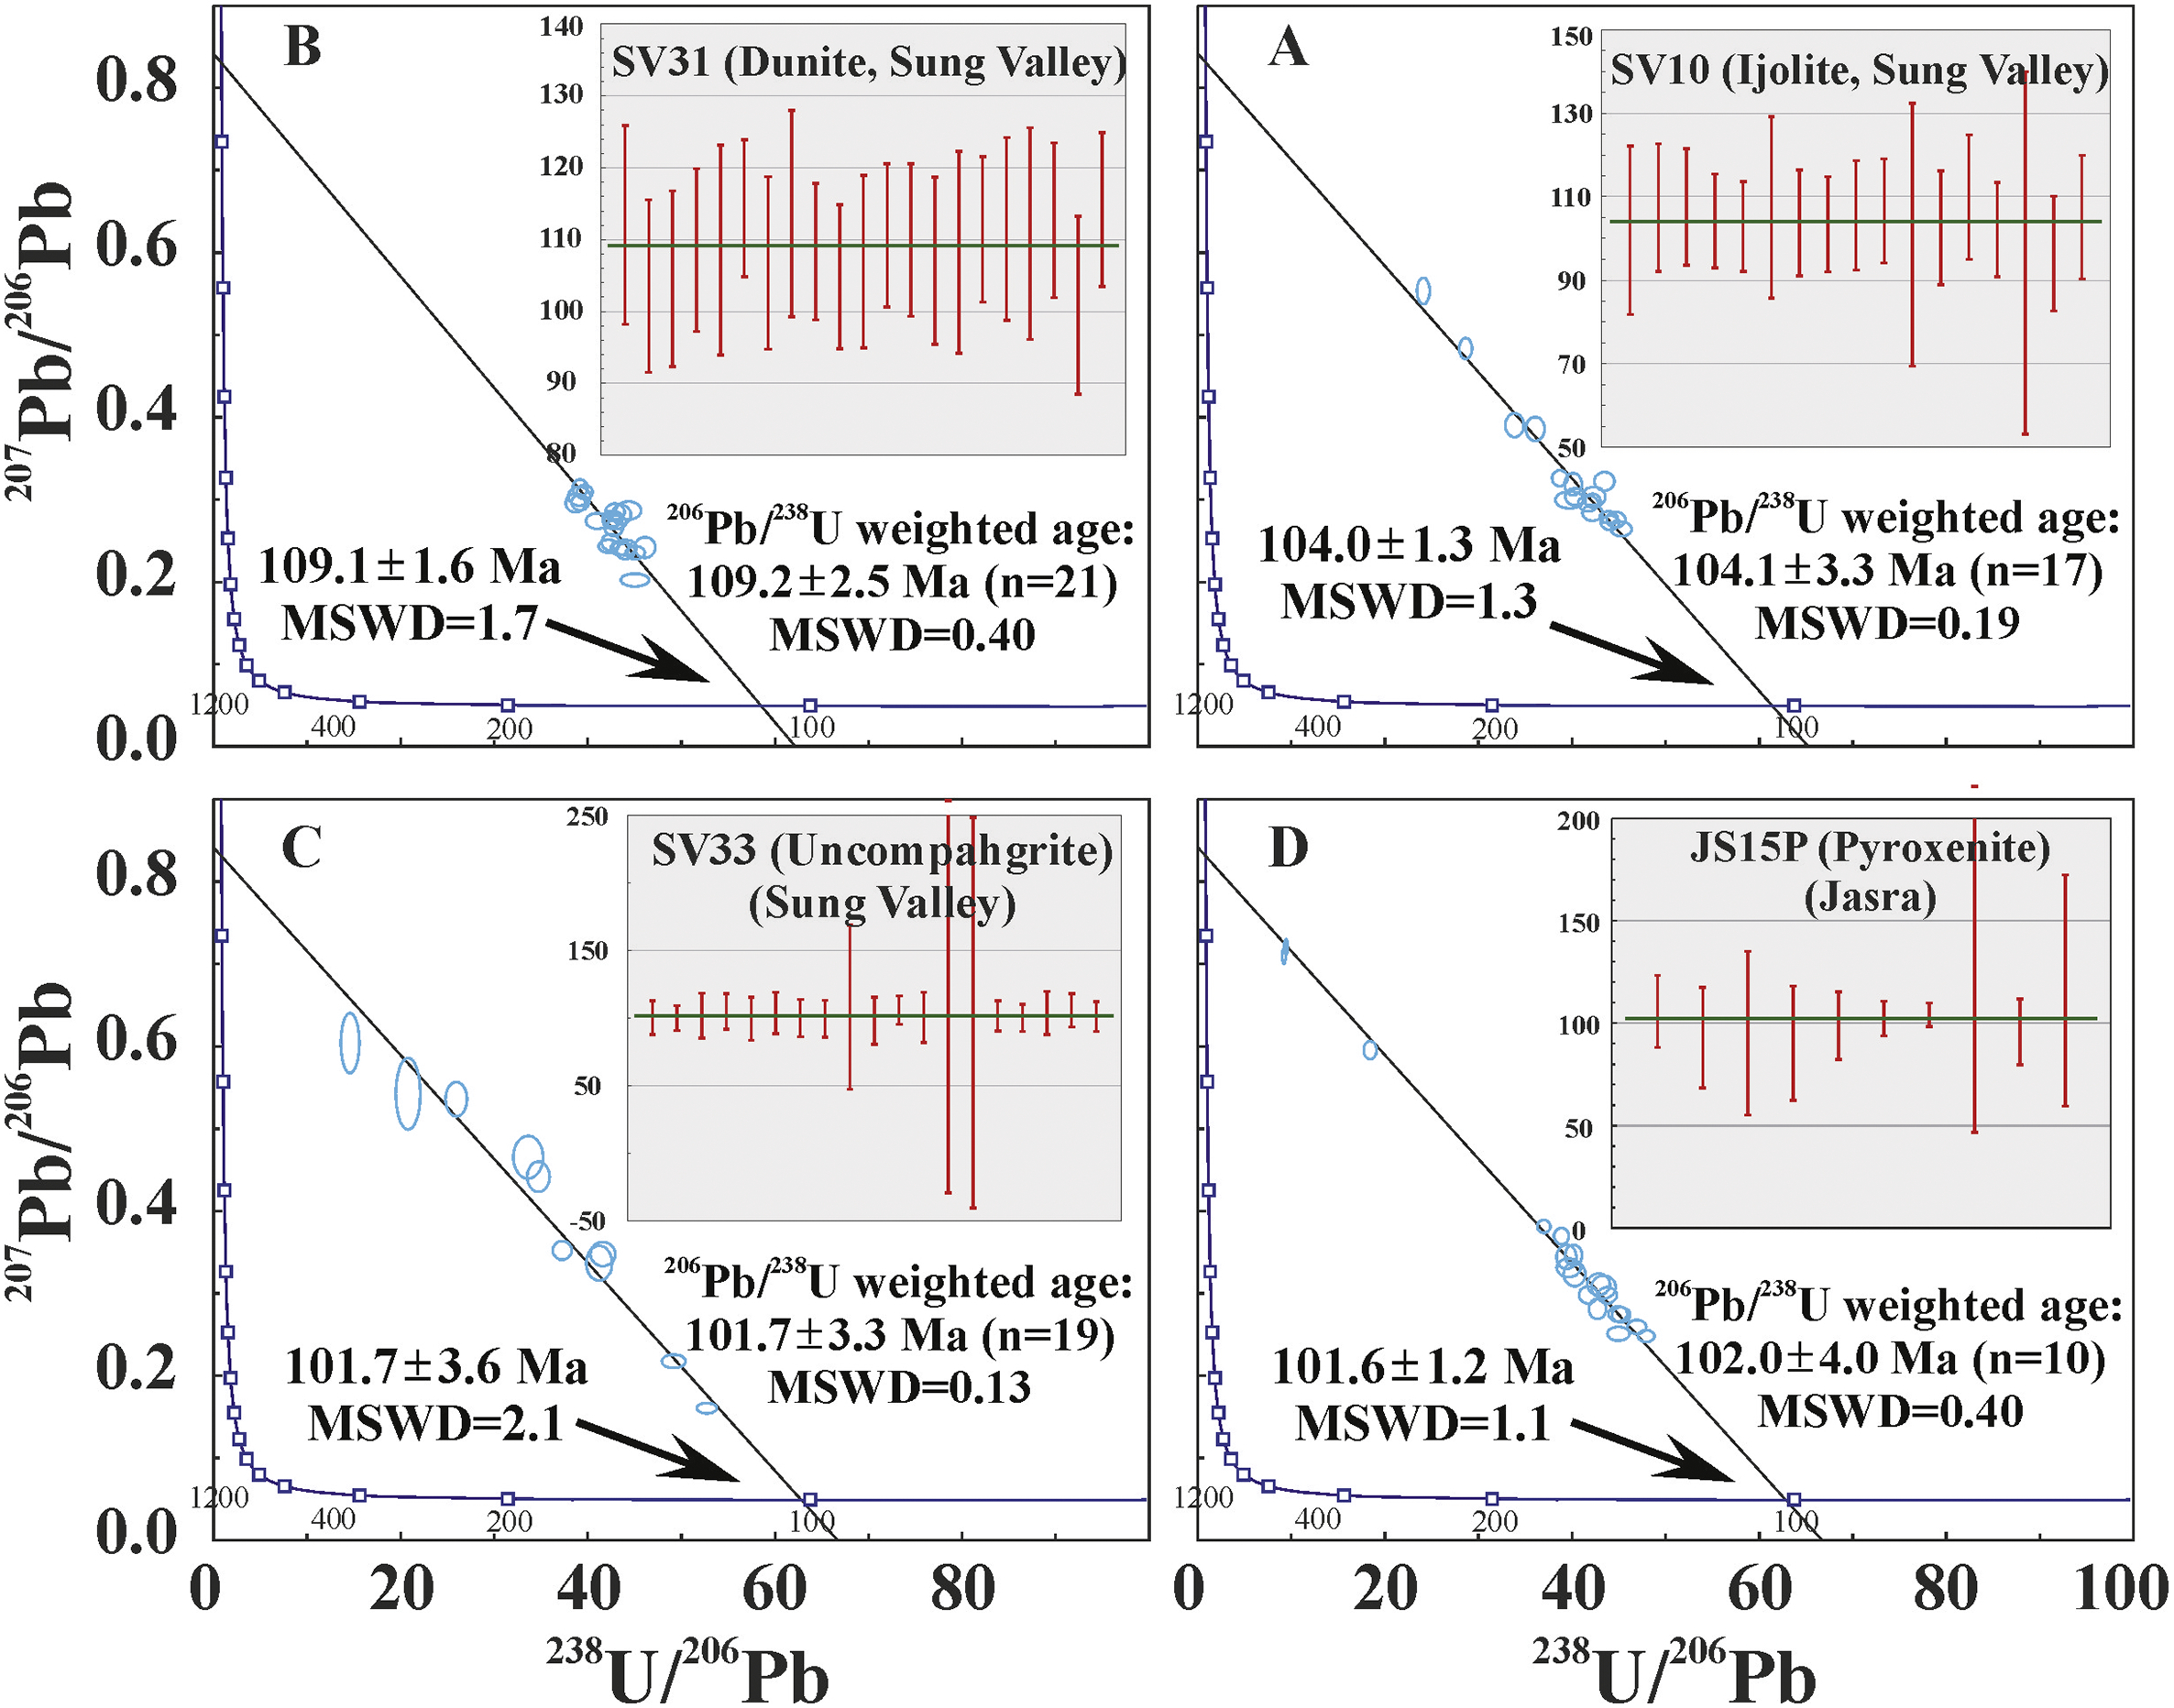 B
SV31 (Dunite, Sung Valley)
140
130
120
110
100
90
80
207Pb/206Pb
0.8
0.6
0.4
0.2
0.0
109.1±1.6 Ma
MSWD=1.7
206Pb/238U weighted age:
109.2±2.5 Ma (n=21)
MSWD=0.40
1200
400
200
100
A
SV10 (Ijolite, Sung Valley)
150
130
110
90
70
50
104.0±1.3 Ma
MSWD=1.3
206Pb/238U weighted age:
104.1±3.3 Ma (n=17)
MSWD=0.19
1200
400
200
100
C
SV33 (Uncompahgrite)
(Sung Valley)
250
150
50
-50
207Pb/206Pb
0.8
0.6
0.4
0.2
0.0
101.7±3.6 Ma
MSWD=2.1
206Pb/238U weighted age:
101.7±3.3 Ma (n=19)
MSWD=0.13
1200
400
200
100
0 20 40 60 80
238U/206Pb
D
JS15P (Pyroxenite)
(Jasra)
200
150
100
50
0
101.6±1.2 Ma
MSWD=1.1
206Pb/238U weighted age:
102.0±4.0 Ma (n=10)
MSWD=0.40
1200
400
200
100
0 20 40 60 80 100
238U/206Pb